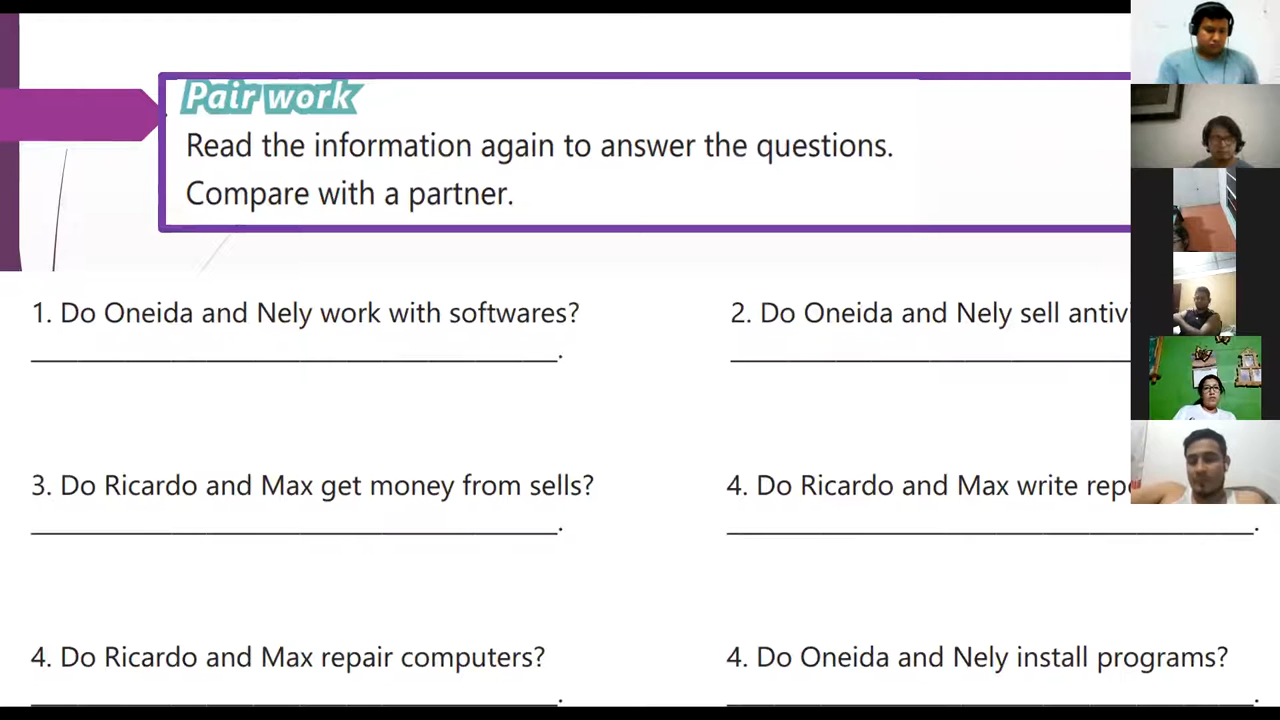 Pair work
Read the information again to answer the questions.
Compare with a partner.
1. Do Oneida and Nely work with softwares?
2. Do Oneida and Nely sell
3. Do Ricardo and Max get money from sells?
4. Do Ricardo and Max write
4. Do Ricardo and Max repair computers?
4. Do Oneida and Nely install programs?